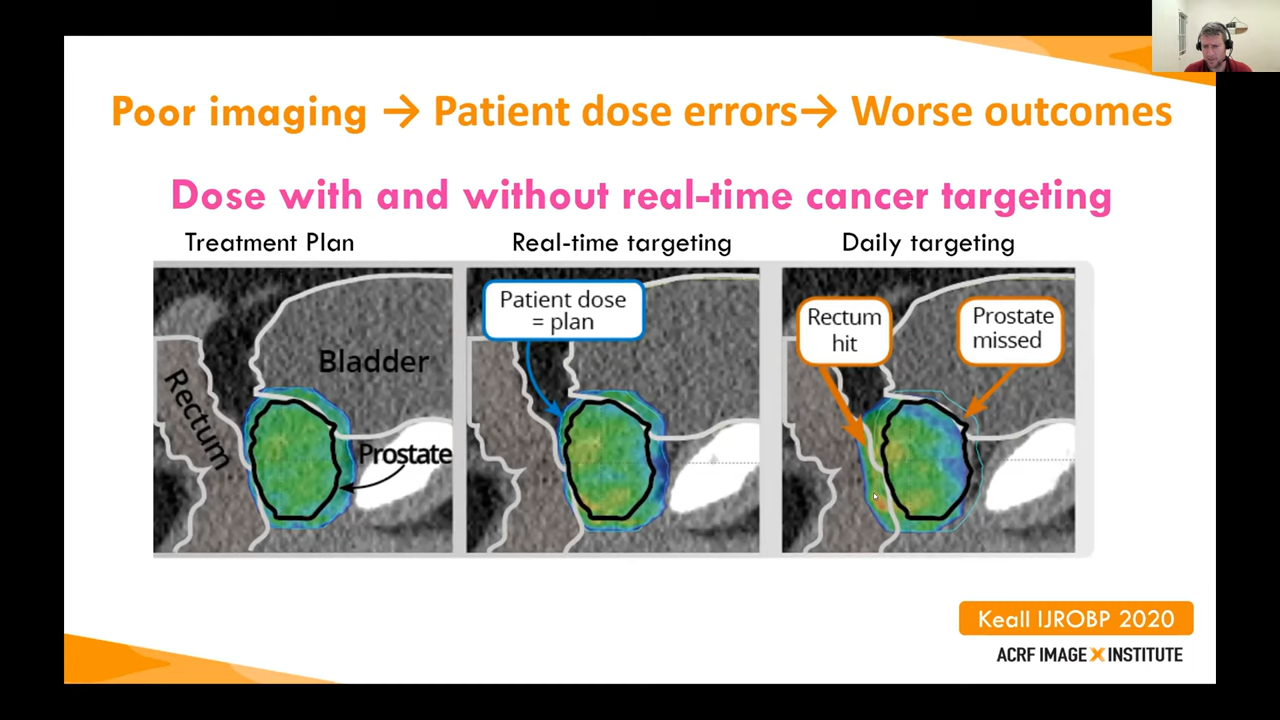 Poor imaging → Patient dose errors→ Worse outcomes
Dose with and without real-time cancer targeting
Treatment Plan
Real-time targeting
Daily targeting
Rectum
Bladder
Prostate
Patient dose
= plan
Rectum
hit
Prostate
missed
Keall IJROBP 2020
ACRF IMAGE X INSTITUTE